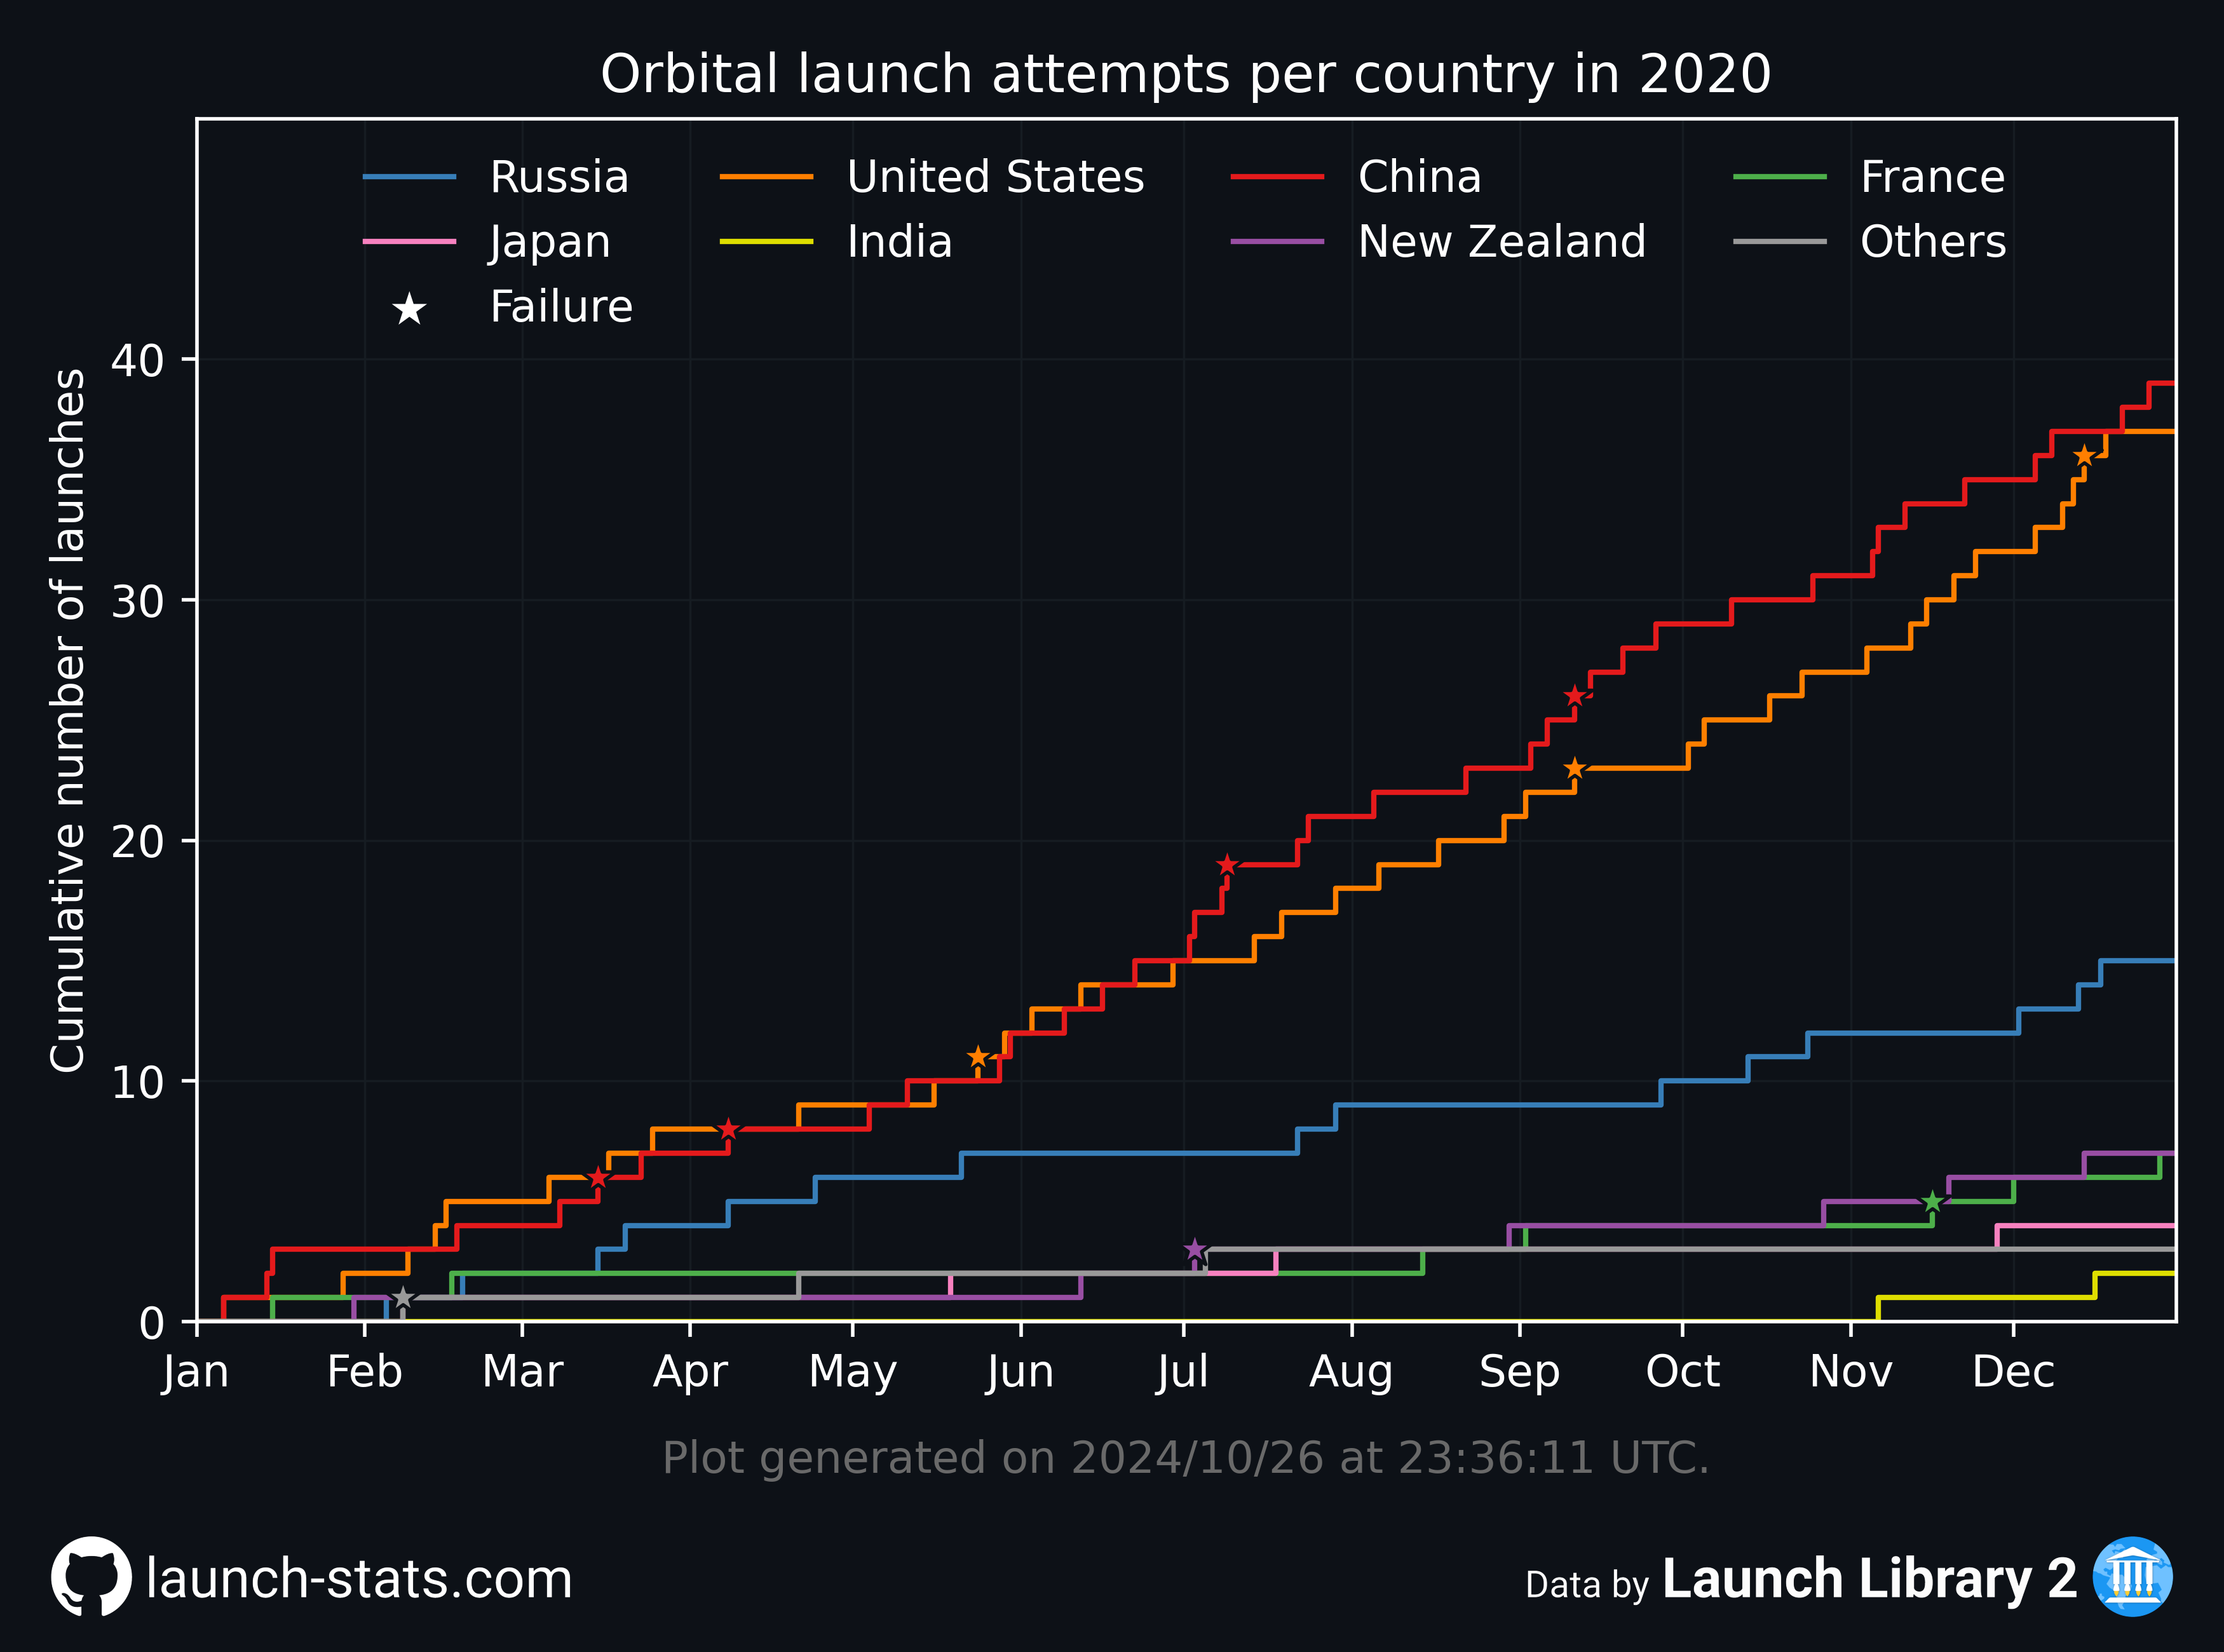 Orbital launch attempts per country in 2020
Russia United States China France
Japan India New Zealand Others
Failure
Cumulative number of launches
40
30
20
10
0
Jan Feb Mar Apr May Jun Jul Aug Sep Oct Nov Dec
Plot generated on 2024/10/26 at 23:36:11 UTC.
launch-stats.com
Data by Launch Library 2